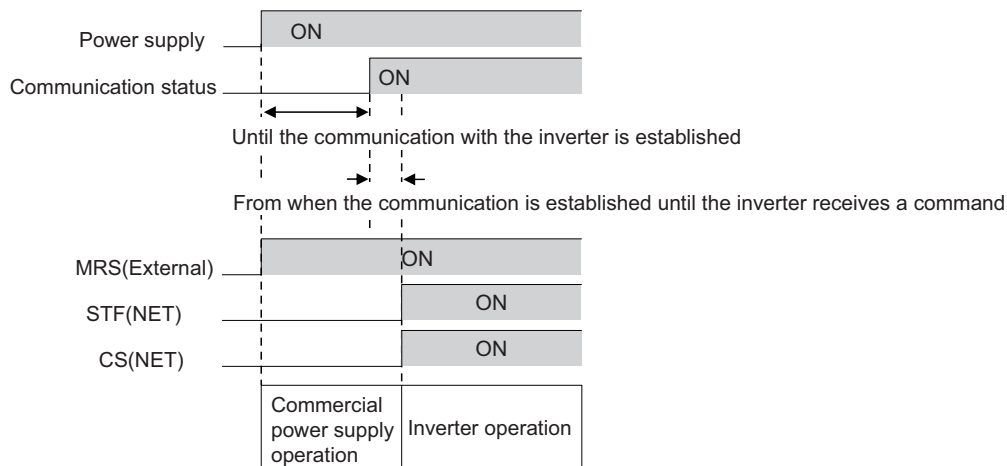 Power supply
ON
Communication status
ON
Until the communication with the inverter is established
From when the communication is established until the inverter receives a command
MRS(External)
ON
STF(NET)
ON
CS(NET)
ON
Commercial
power supply
operation
Inverter operation